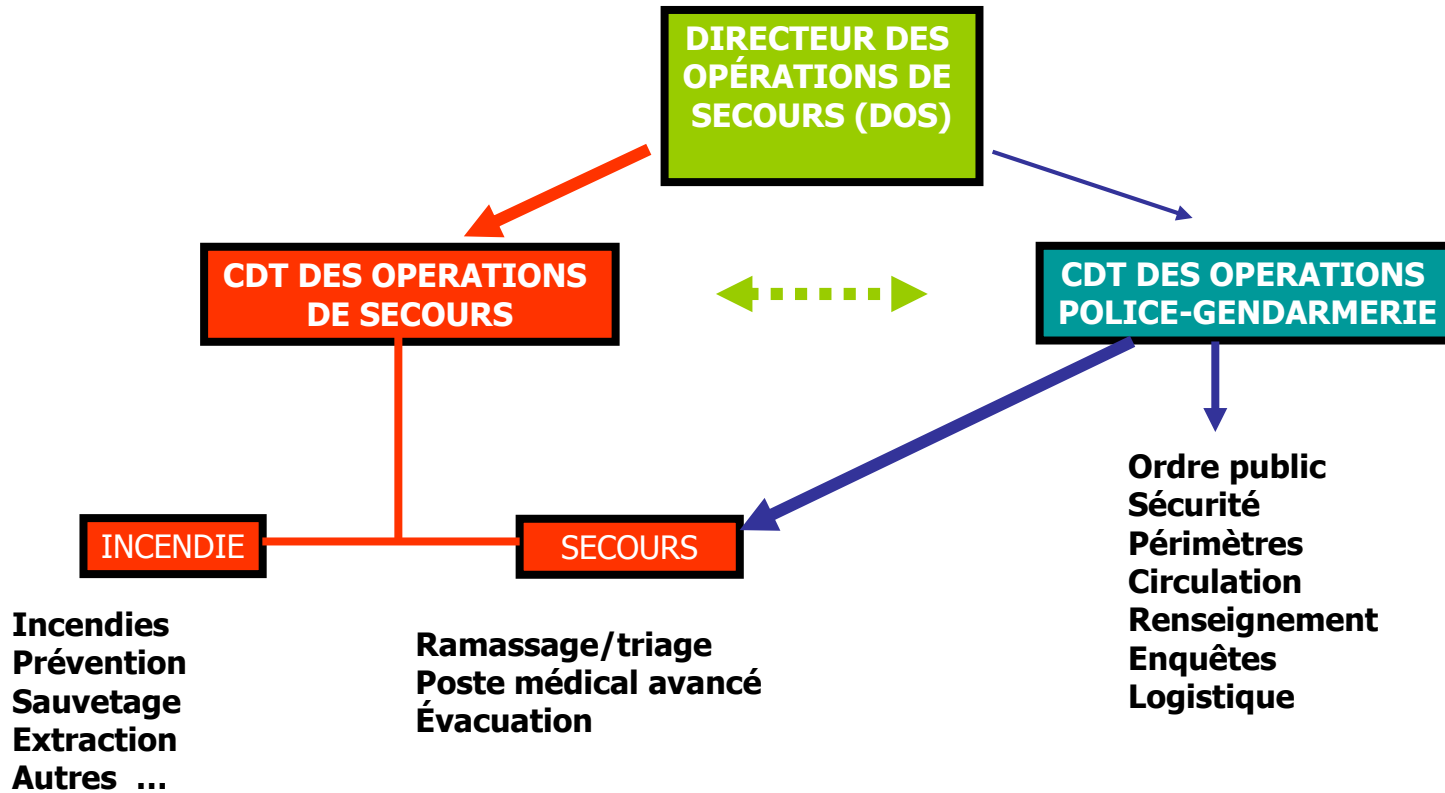 DIRECTEUR DES
OPÉRATIONS DE
SECOURS (DOS)
CDT DES OPERATIONS
DE SECOURS
CDT DES OPERATIONS
POLICE-GENDARMERIE
INCENDIE
SECOURS
Incendies
Prévention
Sauvetage
Extraction
Autres ...
Ramassage/triage
Poste médical avancé
Évacuation
Ordre public
Sécurité
Périmètres
Circulation
Renseignement
Enquêtes
Logistique